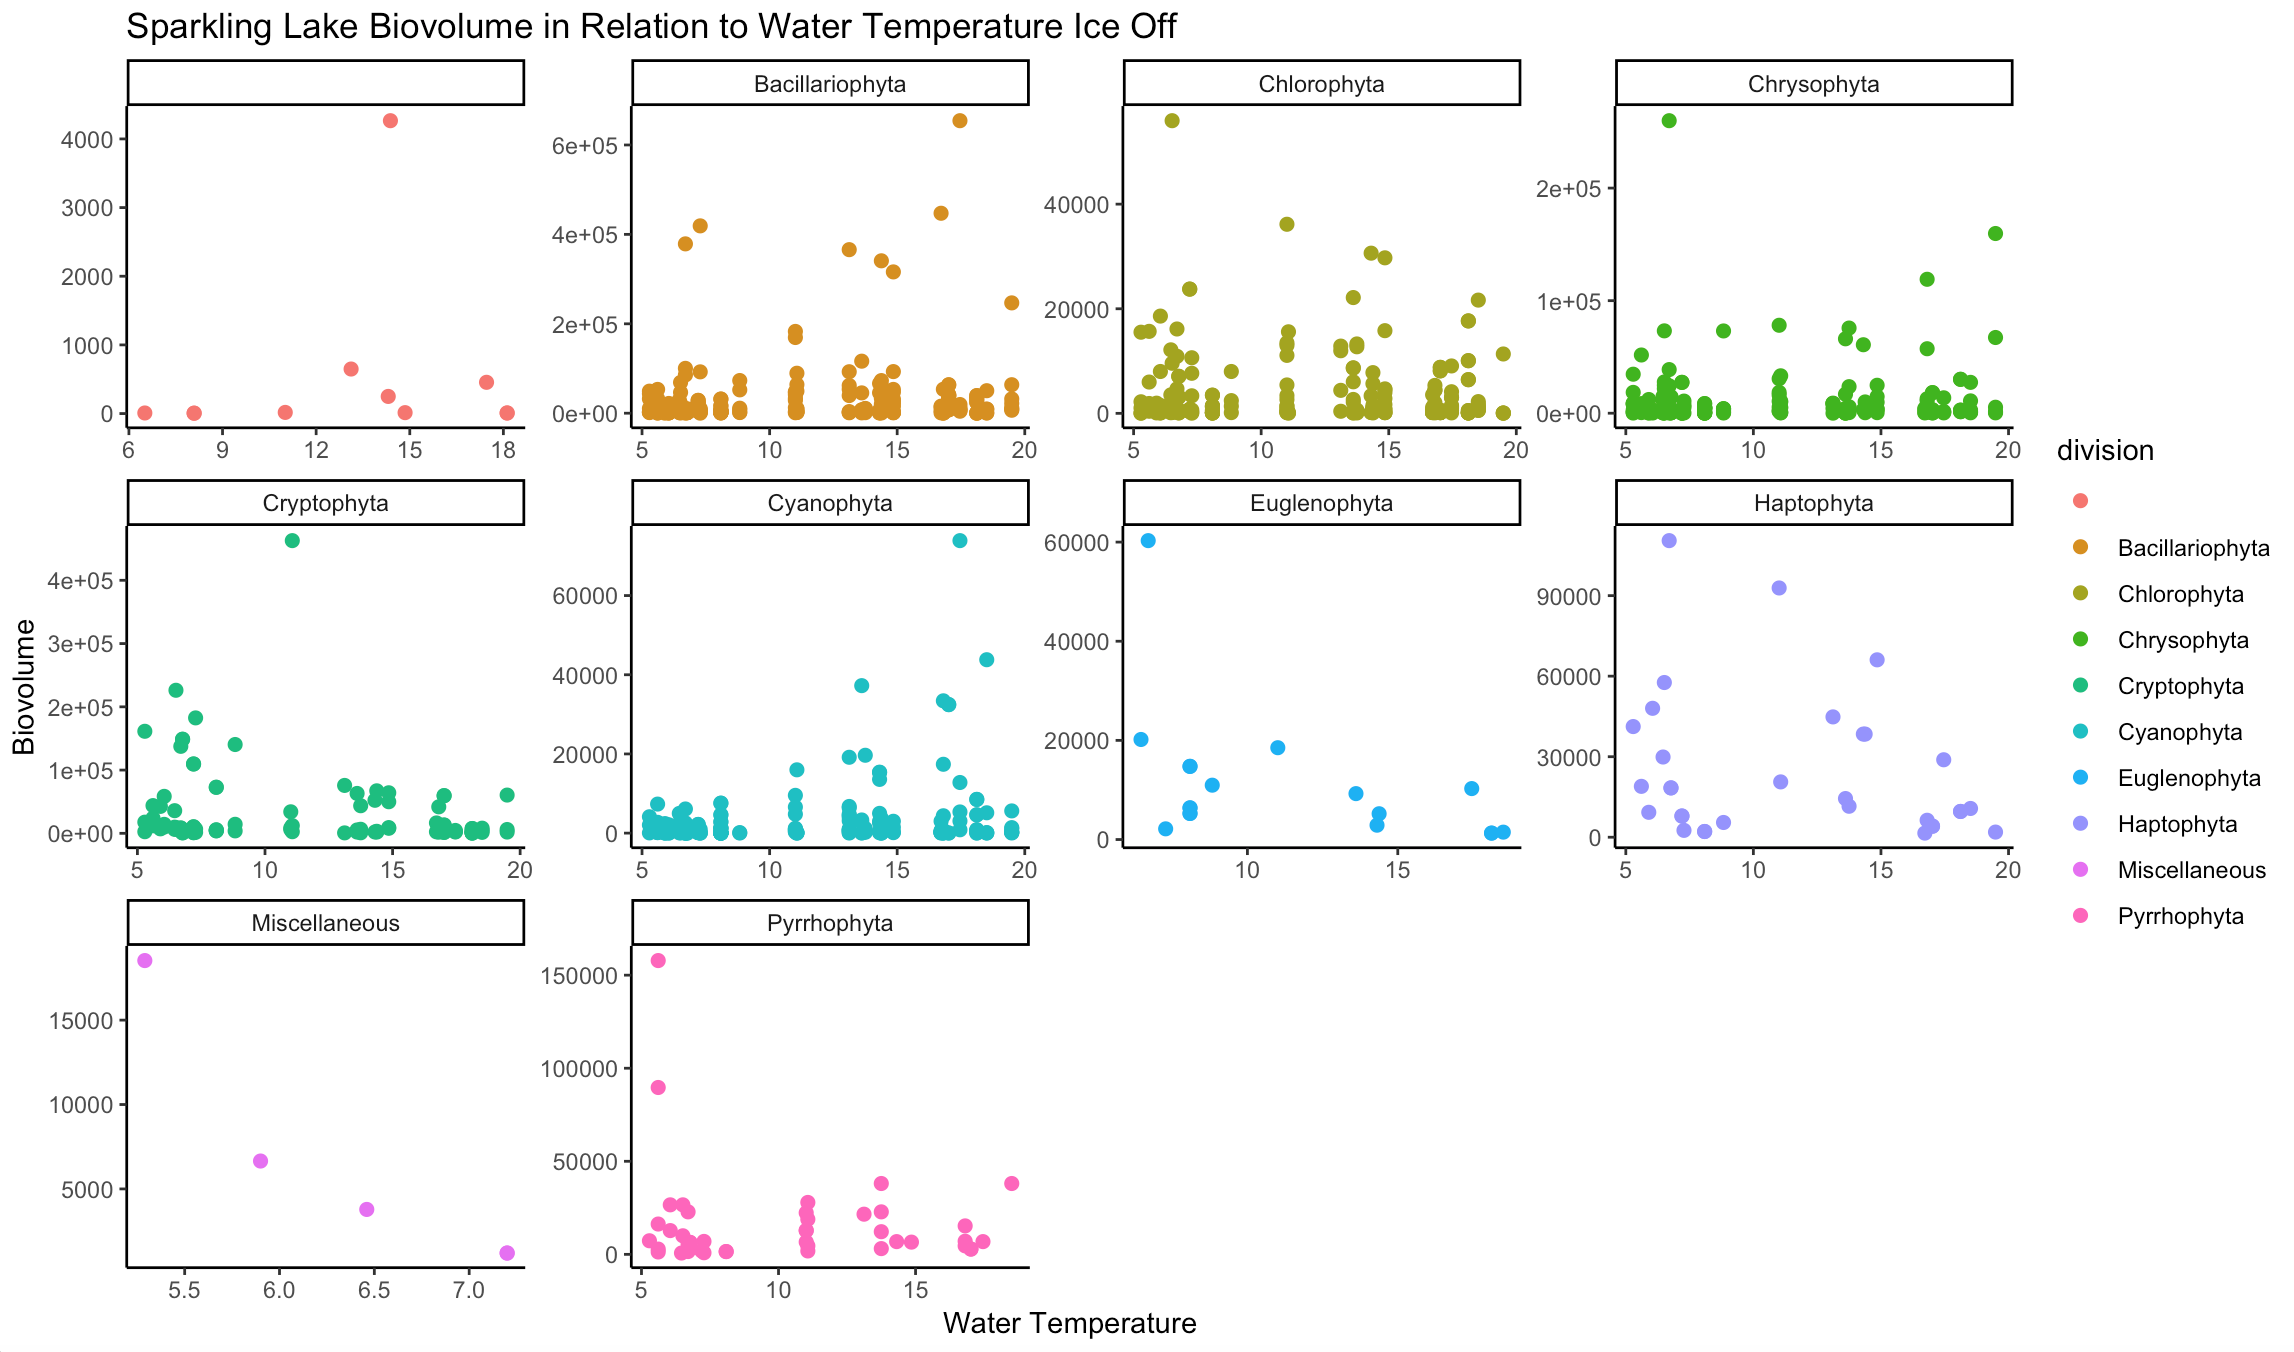 Sparkling Lake Biovolume in Relation to Water Temperature Ice Off
Bacillariophyta
Chlorophyta
Chrysophyta
4000
3000
2000
1000
0
6 9 12 15 18
6e+05
4e+05
2e+05
0e+00
5 10 15 20
40000
20000
0
5 10 15 20
2e+05
1e+05
0e+00
5 10 15 20
Cryptophyta
Cyanophyta
Euglenophyta
Haptophyta
4e+05
3e+05
2e+05
1e+05
0e+00
5 10 15 20
60000
40000
20000
0
5 10 15 20
60000
40000
20000
0
10 15
90000
60000
30000
0
5 10 15 20
Miscellaneous
Pyrrhophyta
15000
10000
5000
5.5 6.0 6.5 7.0
150000
100000
50000
0
5 10 15
Biovolume
Water Temperature
division
Bacillariophyta
Chlorophyta
Chrysophyta
Cryptophyta
Cyanophyta
Euglenophyta
Haptophyta
Miscellaneous
Pyrrhophyta